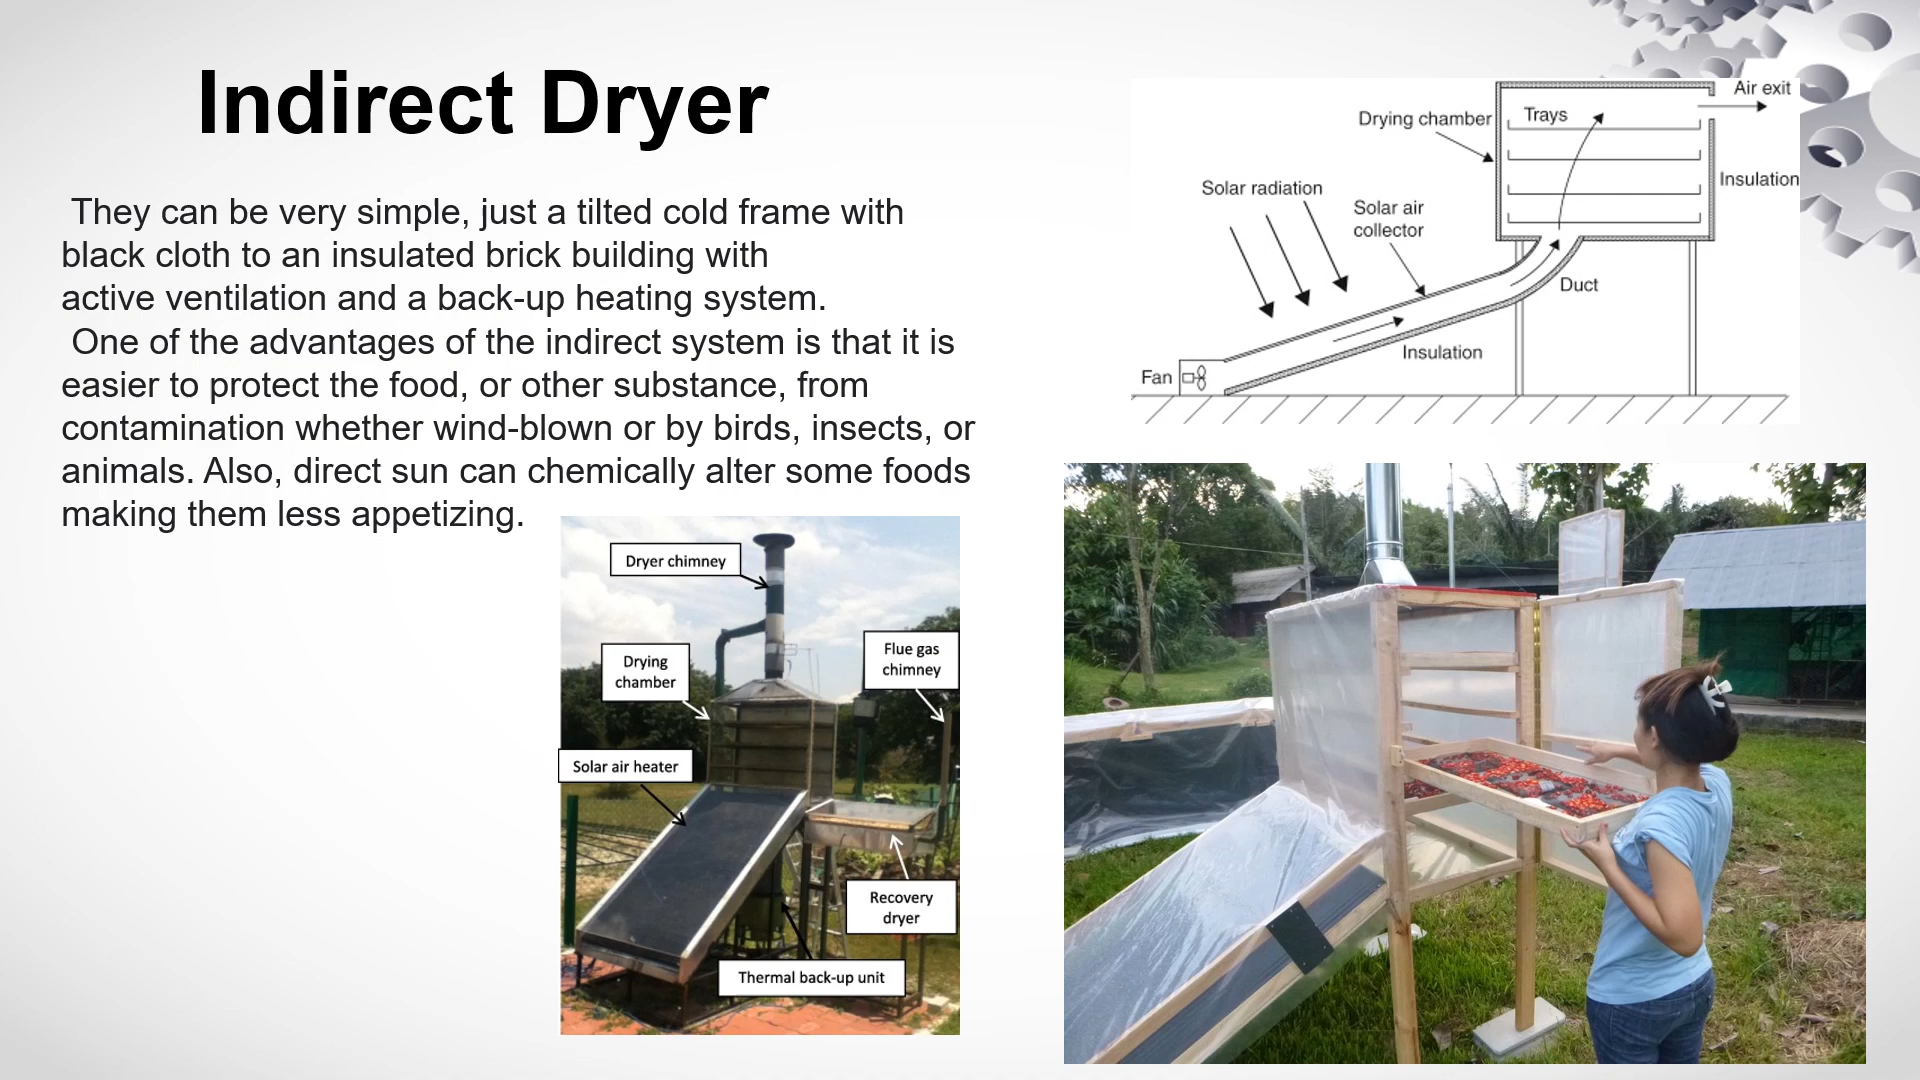 Indirect Dryer
They can be very simple, just a tilted cold frame with
black cloth to an insulated brick building with
active ventilation and a back-up heating system.
One of the advantages of the indirect system is that it is
easier to protect the food, or other substance, from
contamination whether wind-blown or by birds, insects, or
animals. Also, direct sun can chemically alter some foods
making them less appetizing.
Air exit
Drying chamber
Trays
Solar radiation
Insulation
Solar air
collector
Duct
Insulation
Fan
Dryer chimney
Flue gas
chimney
Drying
chamber
Solar air heater
Recovery
dryer
Thermal back-up unit